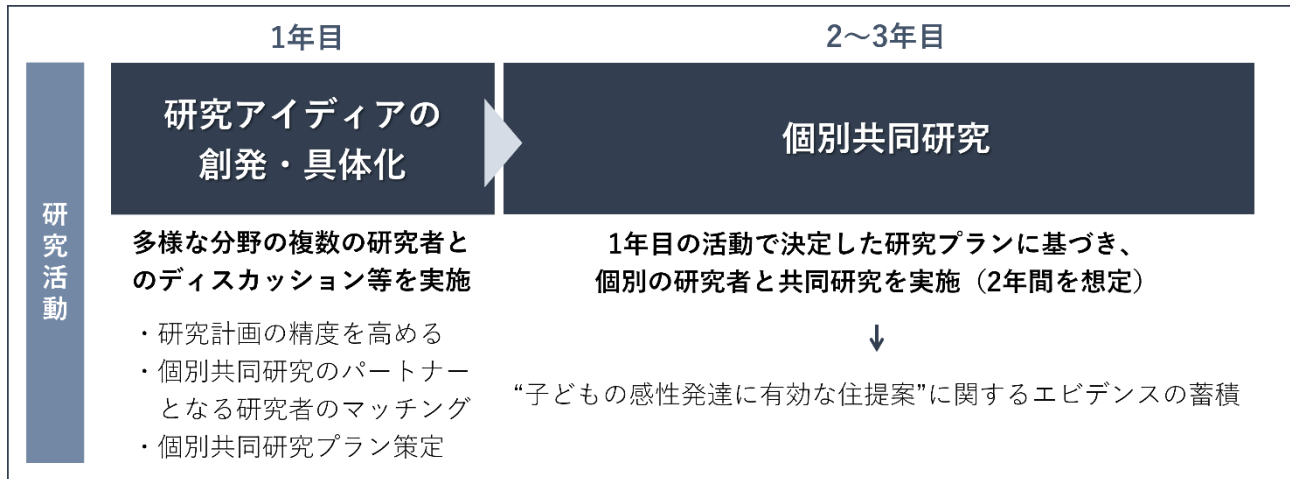 1年目
2〜3年目
研究活動
研究アイディアの
創発・具体化
個別共同研究
多様な分野の複数の研究者と
のディスカッション等を実施
・研究計画の精度を高める
・個別共同研究のパートナー
となる研究者のマッチング
・個別共同研究プラン策定
1年目の活動で決定した研究プランに基づき、
個別の研究者と共同研究を実施（2年間を想定）
↓
“子どもの感性発達に有効な住提案”に関するエビデンスの蓄積